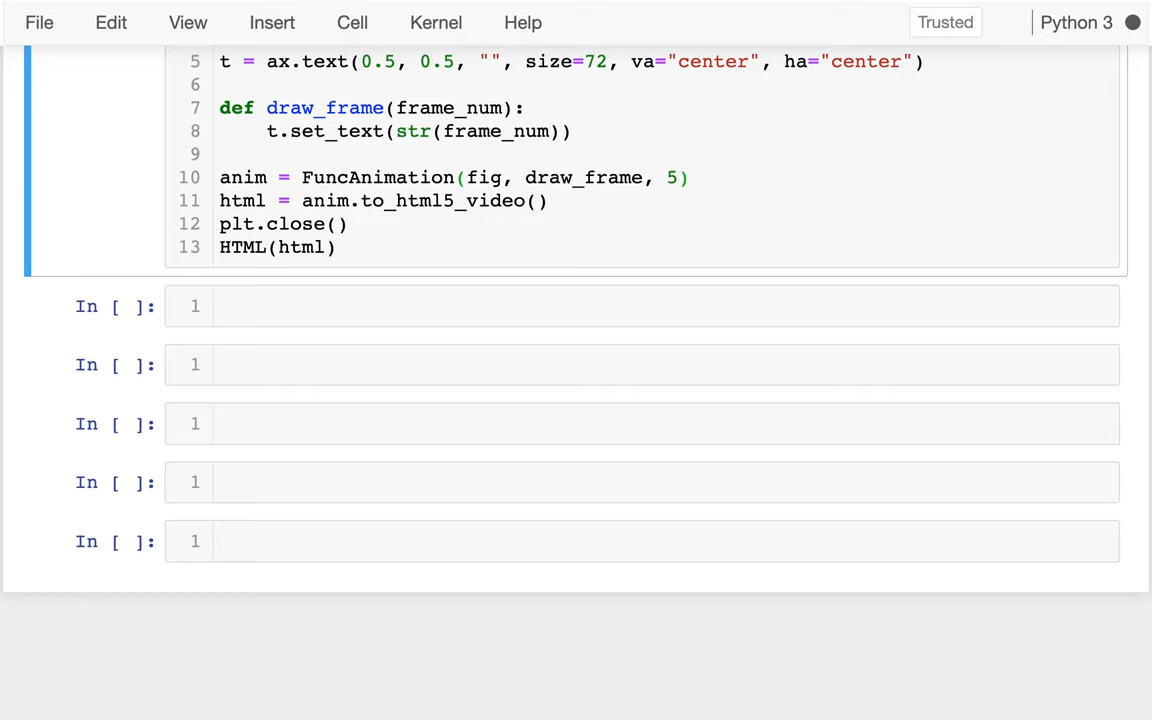 File Edit View Insert Cell Kernel Help Trusted Python 3
5 t = ax.text(0.5, 0.5, "", size=72, va="center", ha="center")
6
7 def draw_frame(frame_num):
8     t.set_text(str(frame_num))
9
10 anim = FuncAnimation(fig, draw_frame, 5)
11 html = anim.to_html5_video()
12 plt.close()
13 HTML(html)
In [ ]: 1
In [ ]: 1
In [ ]: 1
In [ ]: 1
In [ ]: 1